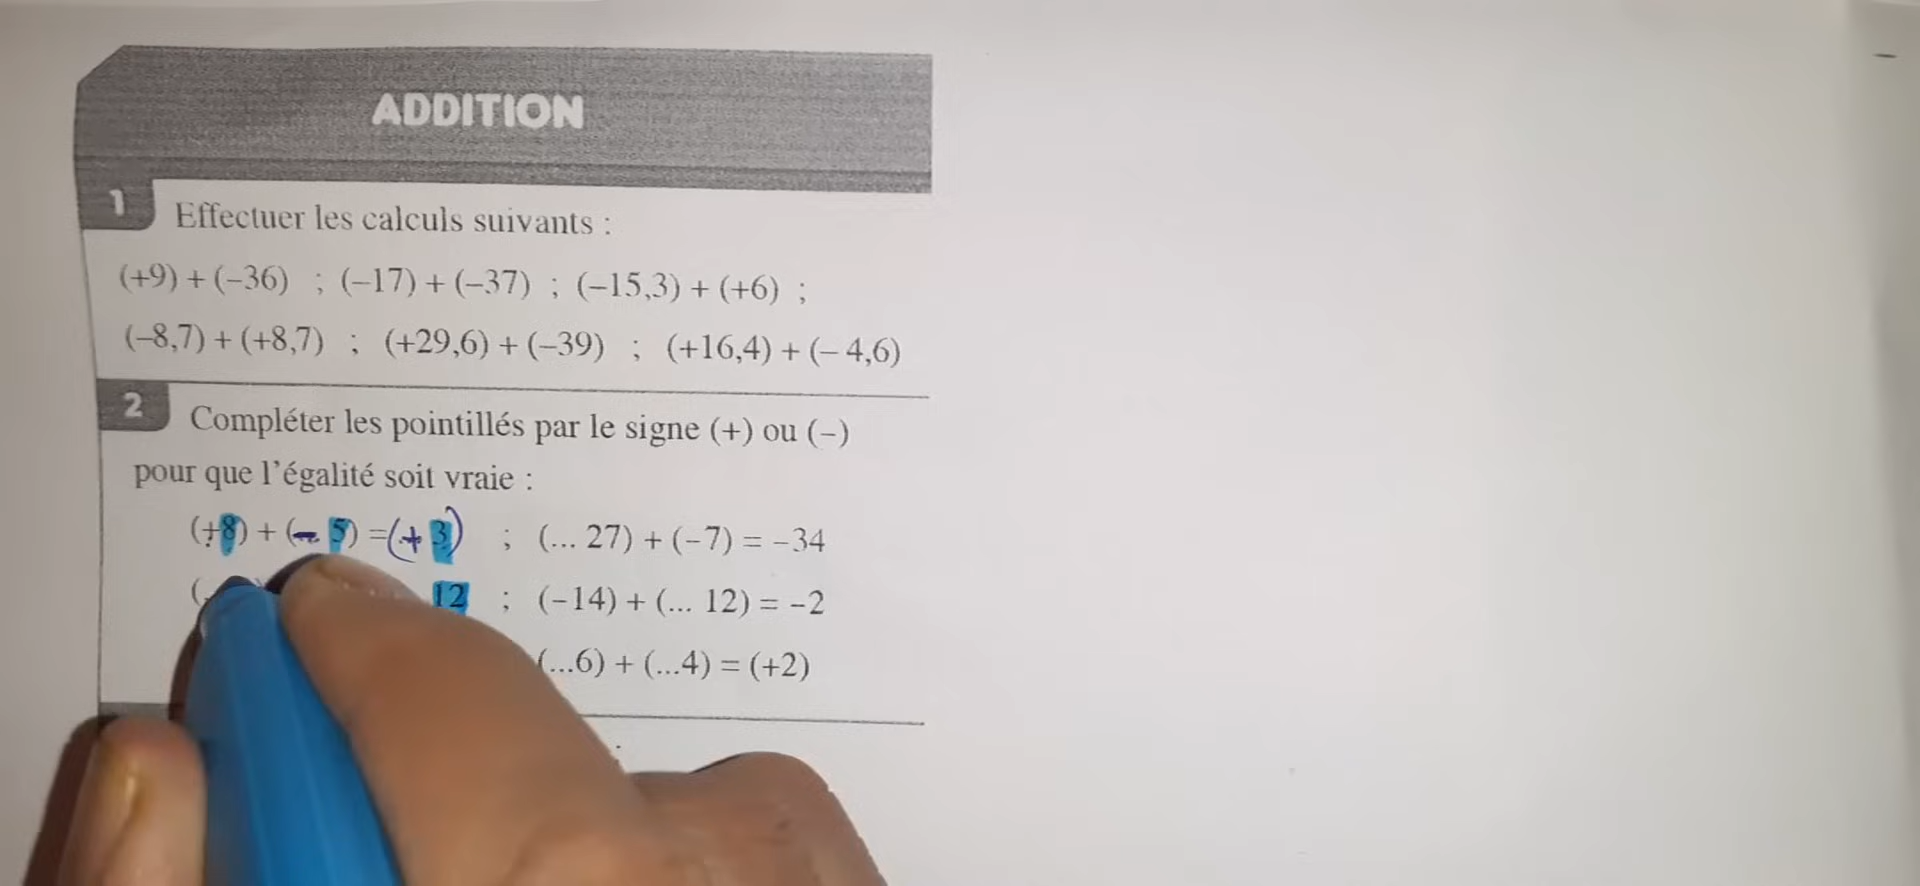 ADDITION
1 Effectuer les calculs suivants :
(+9) + (−36) ; (−17) + (−37) ; (−15,3) + (+6) ;
(−8,7) + (+8,7) ; (+29,6) + (−39) ; (+16,4) + (− 4,6)
2 Compléter les pointillés par le signe (+) ou (−)
pour que l'égalité soit vraie :
(+8) + (− 5) =(+ 3) ; (... 27) + (−7) = −34
( 12 ; (−14) + (... 12) = −2
(...6) + (...4) = (+2)